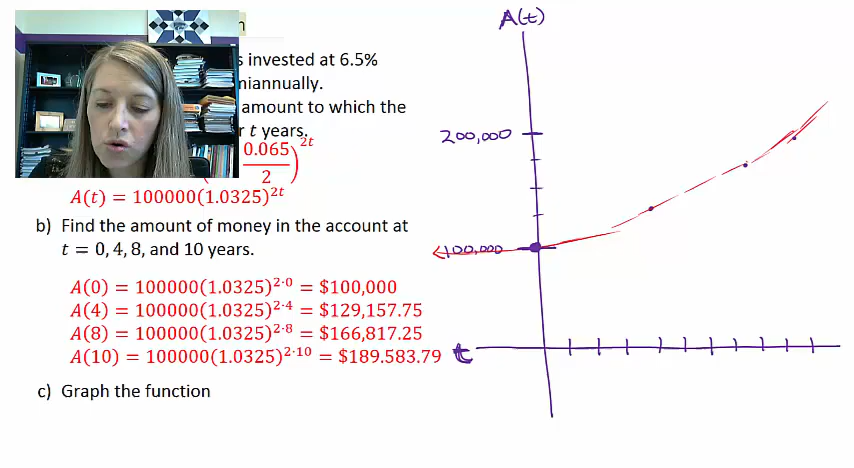 n
s invested at 6.5%
miannually.
amount to which the
r t years.
0.065 2t
2
A(t) = 100000(1.0325)^{2t}
b) Find the amount of money in the account at
t = 0, 4, 8, and 10 years.
A(0) = 100000(1.0325)^{2·0} = $100,000
A(4) = 100000(1.0325)^{2·4} = $129,157.75
A(8) = 100000(1.0325)^{2·8} = $166,817.25
A(10) = 100000(1.0325)^{2·10} = $189.583.79
c) Graph the function
A(t)
200,000
100,000
t